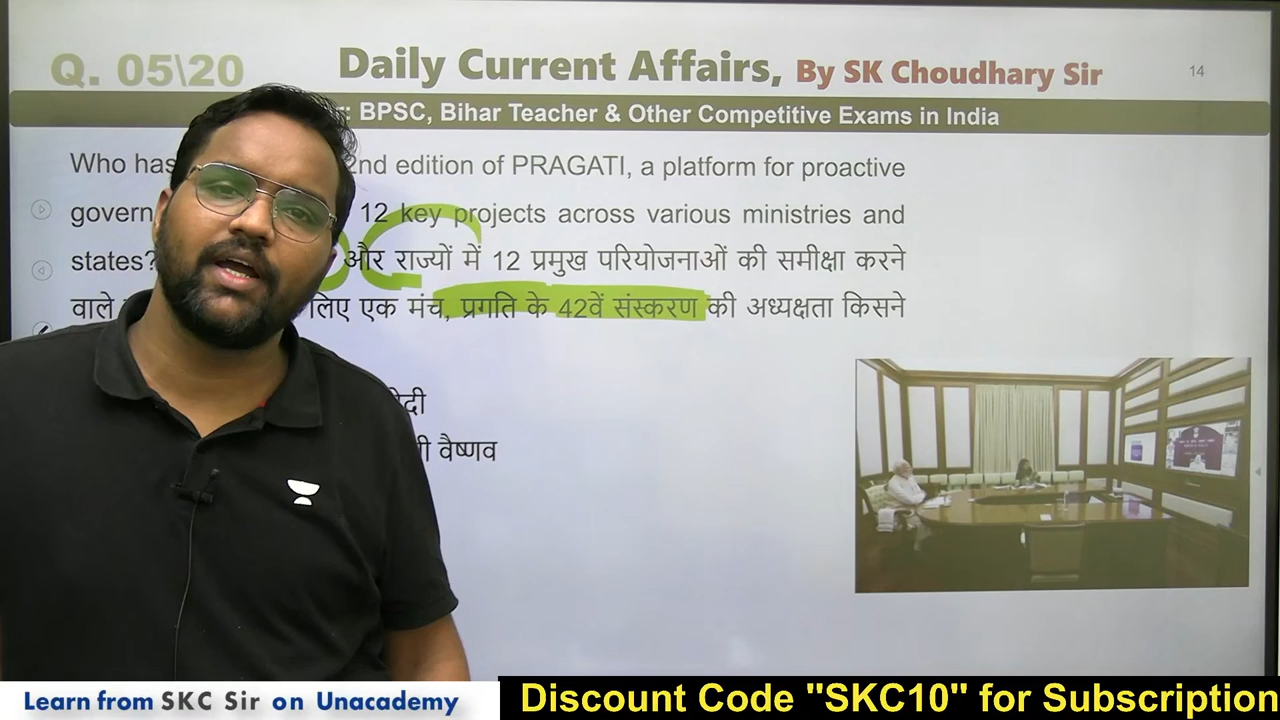 Q. 05\20
Daily Current Affairs, By SK Choudhary Sir
14
: BPSC, Bihar Teacher & Other Competitive Exams in India
Who has 2nd edition of PRAGATI, a platform for proactive
govern 12 key projects across various ministries and
states? और राज्यों में 12 प्रमुख परियोजनाओं की समीक्षा करने
वाले लिए एक मंच, प्रगति के 42वें संस्करण की अध्यक्षता किसने
वैष्णव
Learn from SKC Sir on Unacademy
Discount Code "SKC10" for Subscription